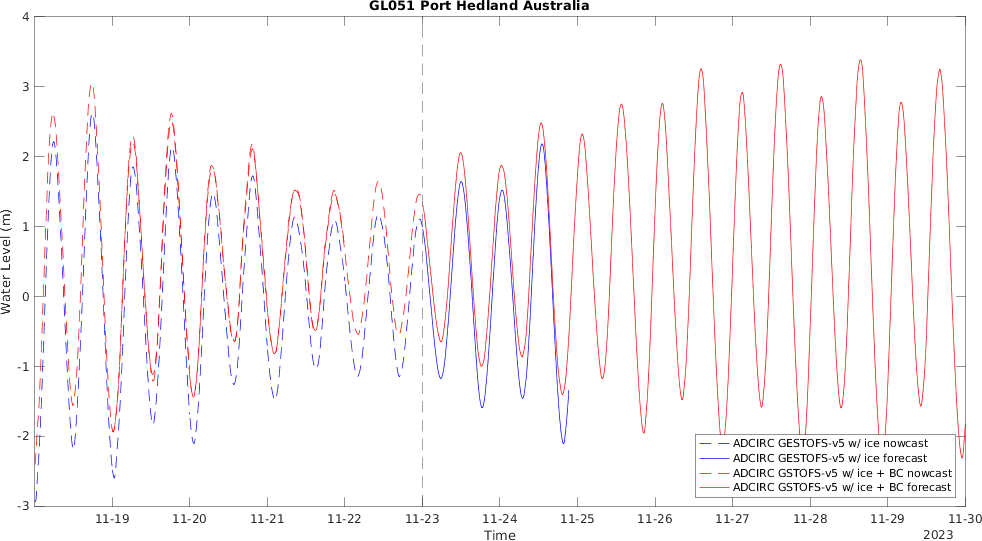 GL051 Port Hedland Australia
Water Level (m)
4
3
2
1
0
-1
-2
-3
ADCIRC GESTOFS-v5 w/ ice nowcast
ADCIRC GESTOFS-v5 w/ ice forecast
ADCIRC GSTOFS-v5 w/ ice + BC nowcast
ADCIRC GSTOFS-v5 w/ ice + BC forecast
11-19 11-20 11-21 11-22 11-23 11-24 11-25 11-26 11-27 11-28 11-29 11-30
Time
2023